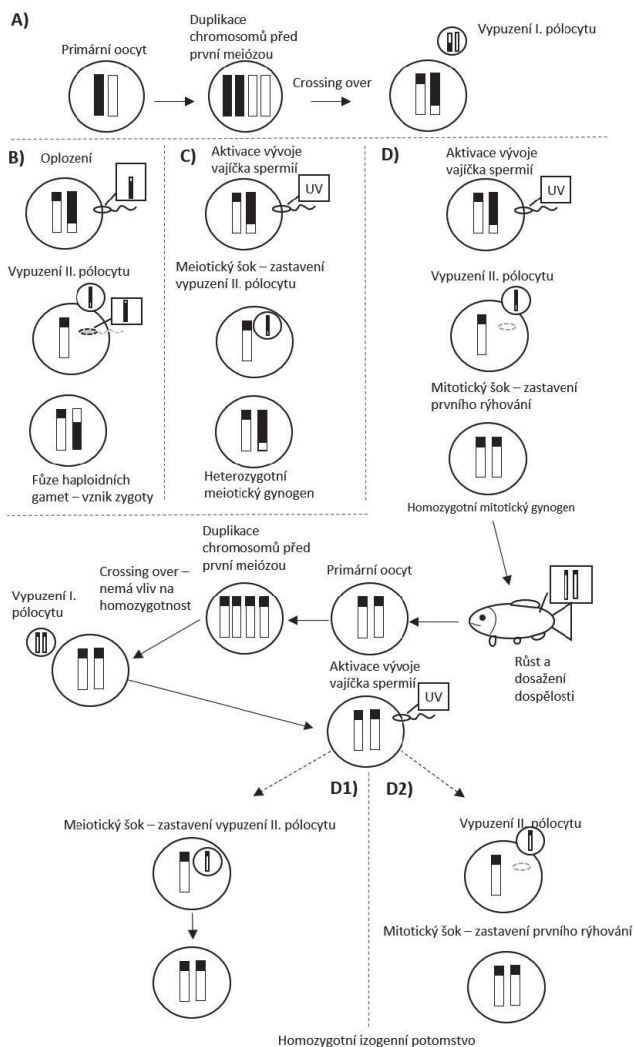 A)
Primární oocyt
Duplikace
chromosomů před
první meiózou
Crossing over
Vypuzení I. pólocytu
B)
Oplození
Vypuzení II. pólocytu
Fůze haploidních
gamet – vznik zygoty
C)
Aktivace vývoje
vajíčka spermií
UV
Meiotický šok – zastavení
vypuzení II. pólocytu
Heterozygotní
meiotický gynogen
D)
Aktivace vývoje
vajíčka spermií
UV
Vypuzení II. pólocytu
Mitotický šok – zastavení
prvního rýhování
Homozygotní mitotický gynogen
Růst a
dosažení
dospělosti
Primární oocyt
Duplikace
chromosomů před
první meiózou
Crossing over –
nemá vliv na
homozygotnost
Vypuzení I.
pólocytu
Aktivace vývoje
vajíčka spermií
UV
D1)
D2)
Meiotický šok – zastavení vypuzení II. pólocytu
Vypuzení II. pólocytu
Mitotický šok – zastavení prvního rýhování
Homozygotní izogenní potomstvo